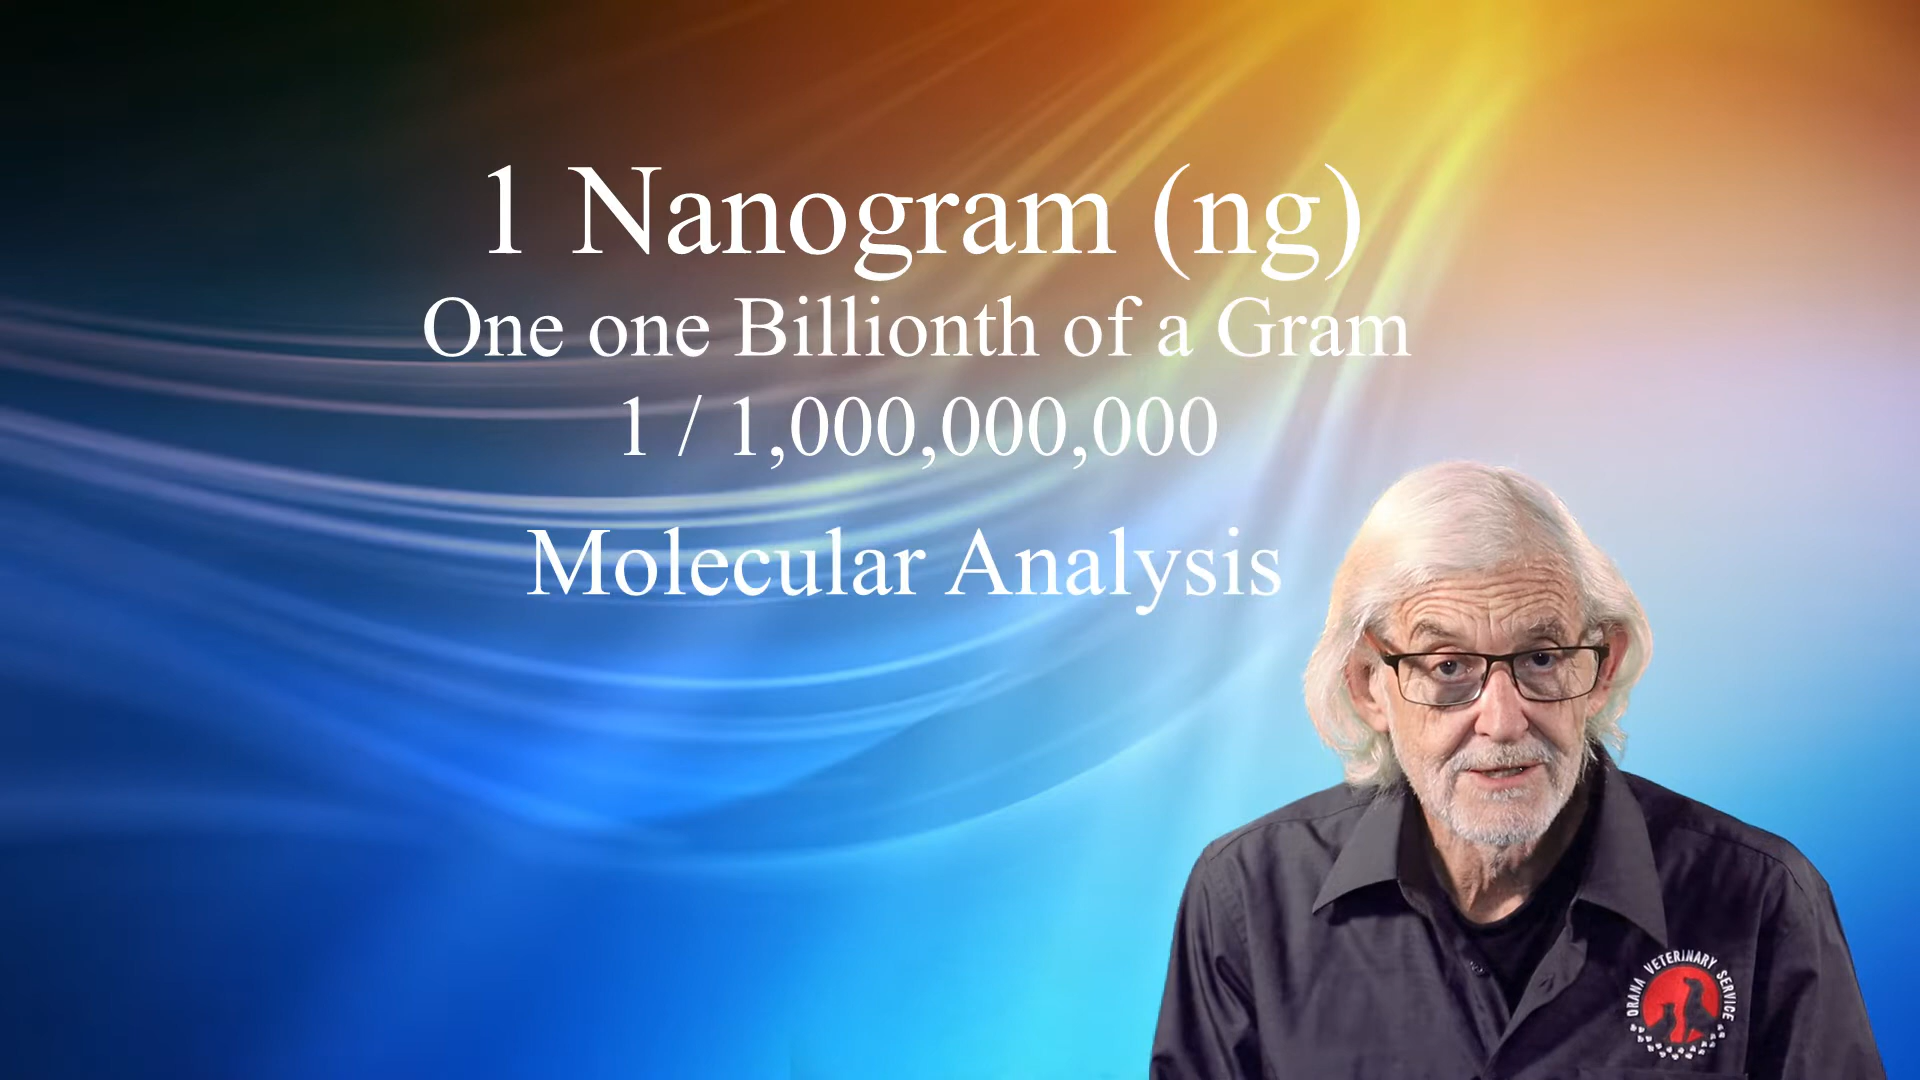 1 Nanogram (ng)
One one Billionth of a Gram
1 / 1,000,000,000
Molecular Analysis
ORANA VETERINARY SERVICE